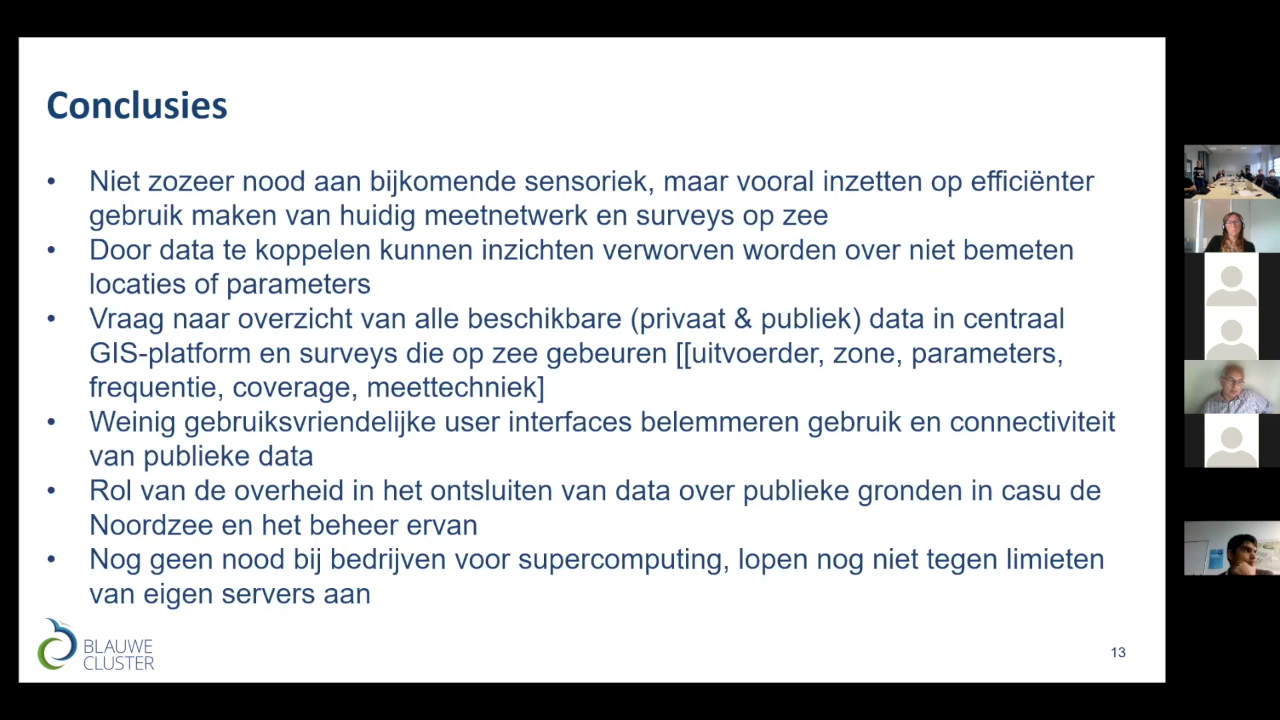 Conclusies
• Niet zozeer nood aan bijkomende sensoriek, maar vooral inzetten op efficiënter
gebruik maken van huidig meetnetwerk en surveys op zee
• Door data te koppelen kunnen inzichten verworven worden over niet bemeten
locaties of parameters
• Vraag naar overzicht van alle beschikbare (privaat & publiek) data in centraal
GIS-platform en surveys die op zee gebeuren [[uitvoerder, zone, parameters,
frequentie, coverage, meettechniek]
• Weinig gebruiksvriendelijke user interfaces belemmeren gebruik en connectiviteit
van publieke data
• Rol van de overheid in het ontsluiten van data over publieke gronden in casu de
Noordzee en het beheer ervan
• Nog geen nood bij bedrijven voor supercomputing, lopen nog niet tegen limieten
van eigen servers aan
BLAUWE
CLUSTER
13